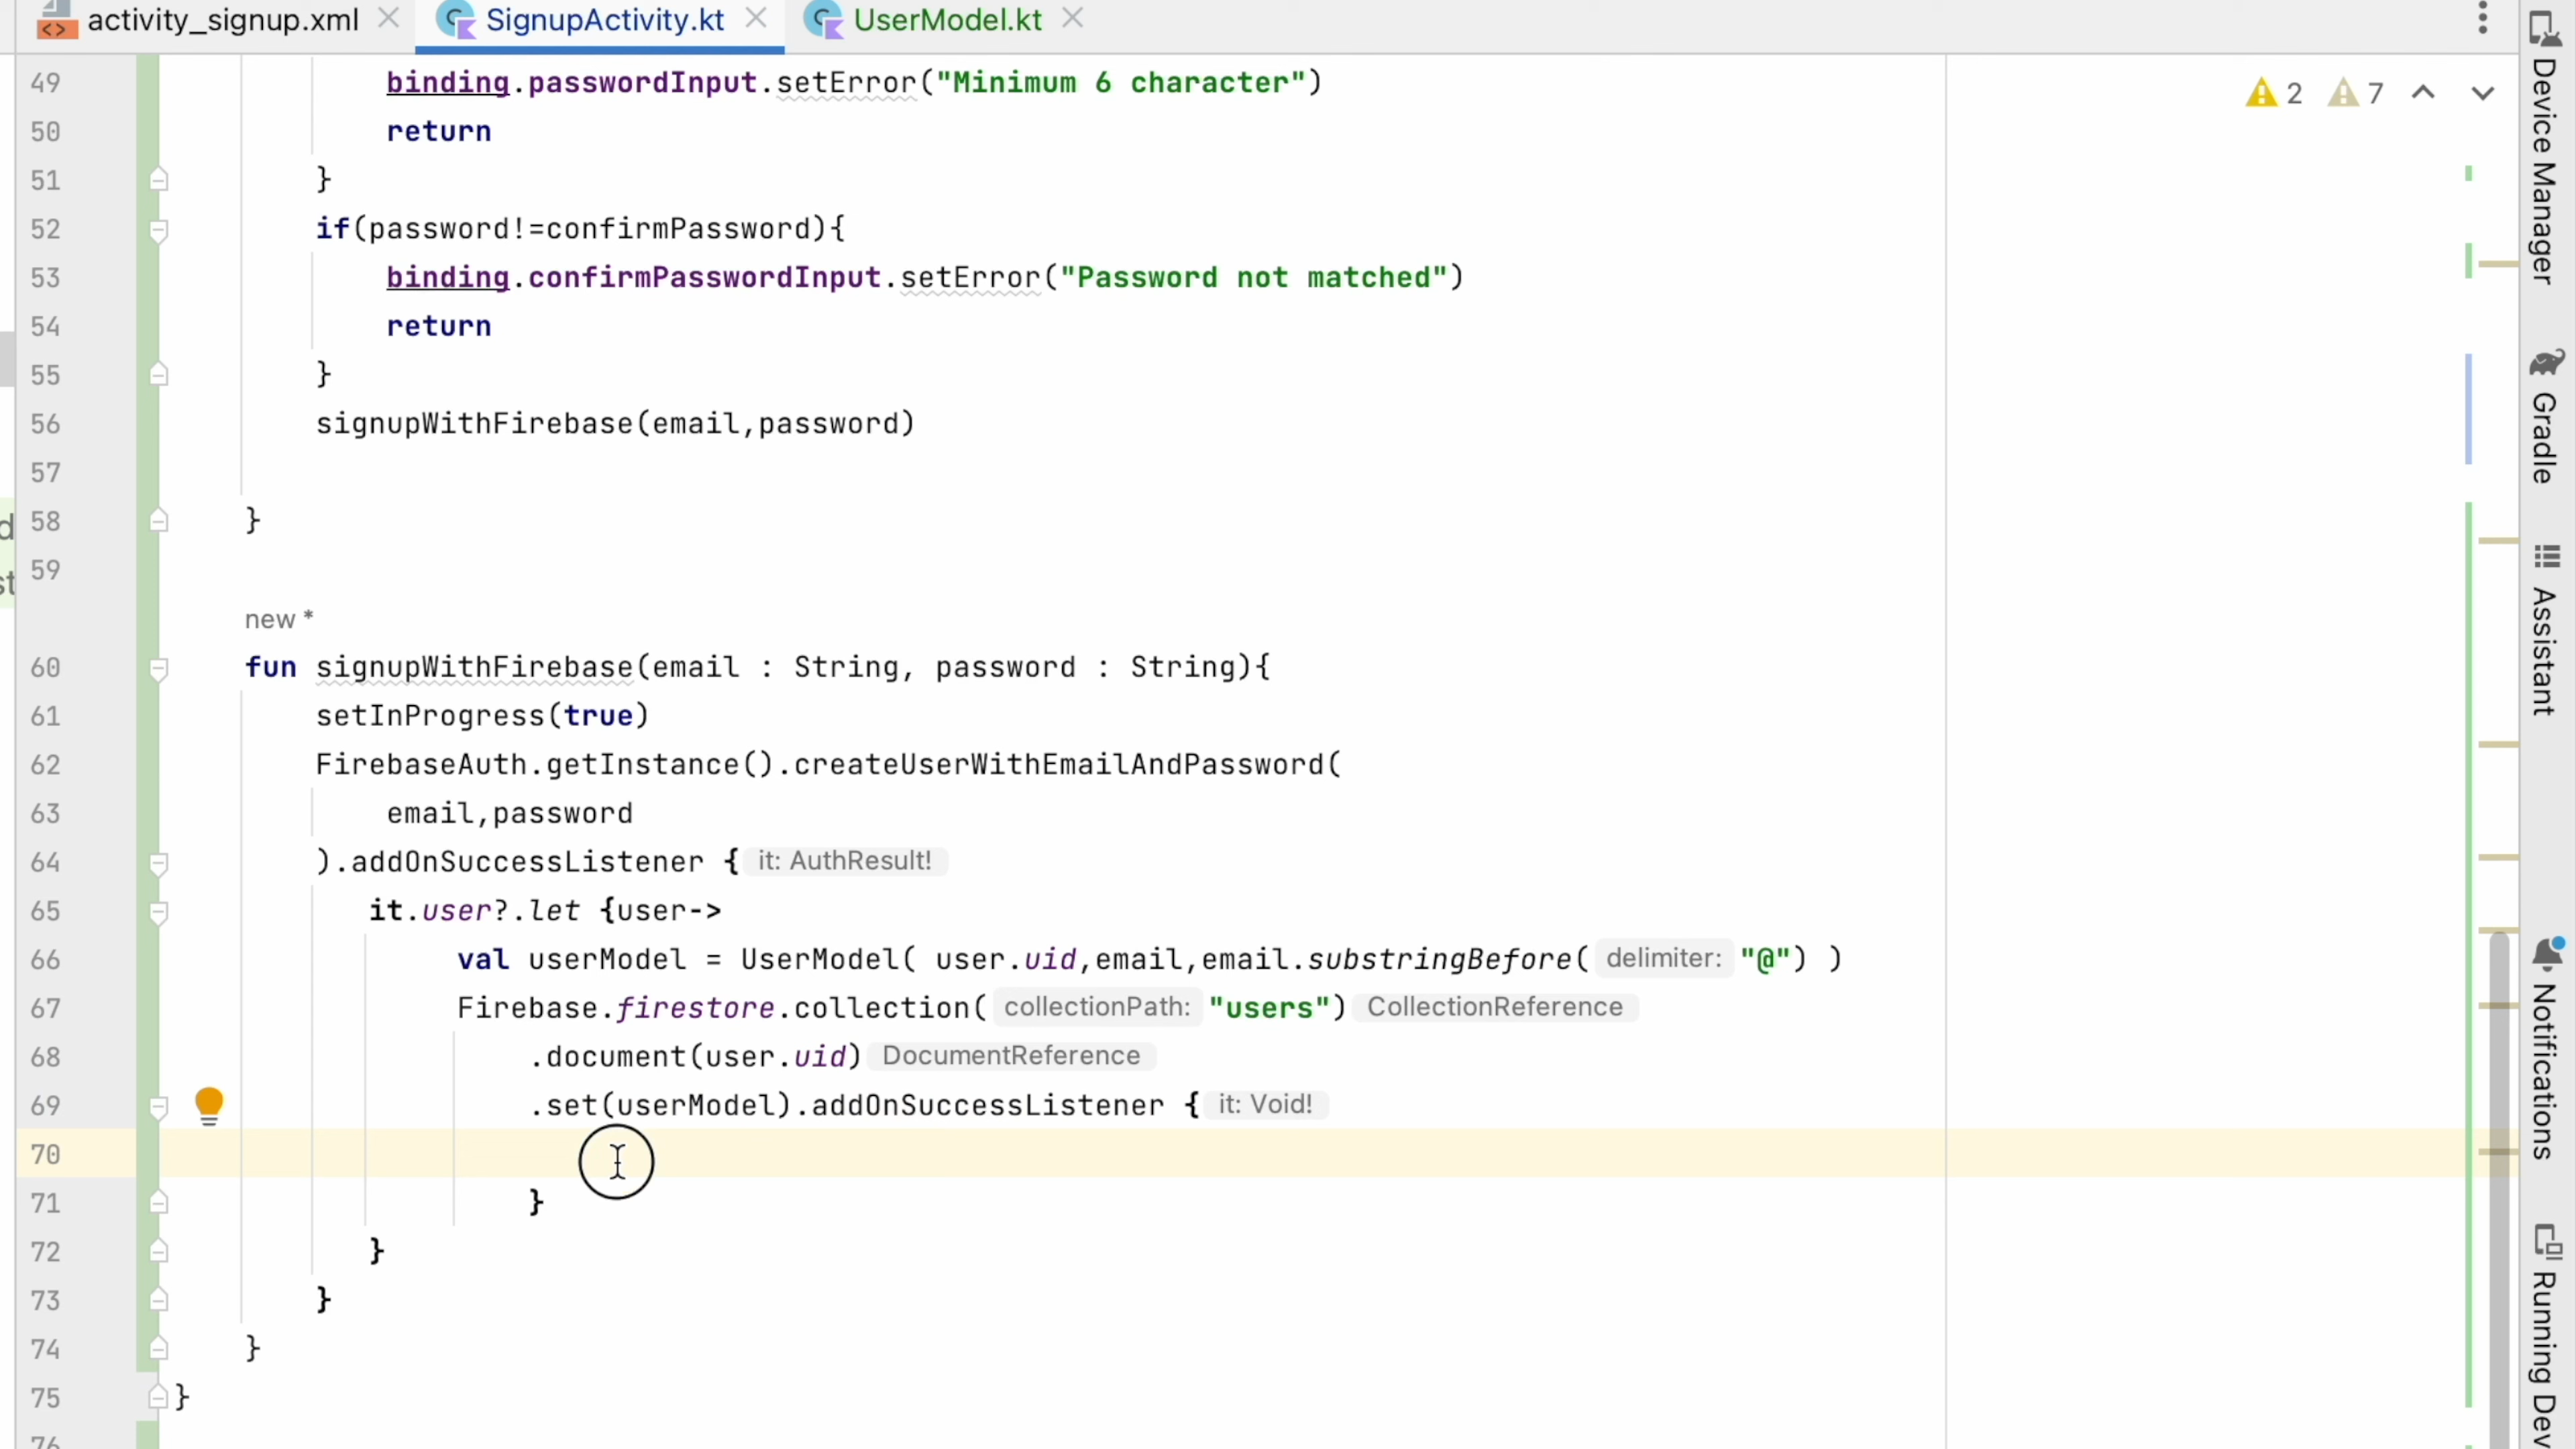 activity_signup.xml
SignupActivity.kt
UserModel.kt
2
7
49 binding.passwordInput.setError("Minimum 6 character")
50 return
51 }
52 if(password!=confirmPassword){
53 binding.confirmPasswordInput.setError("Password not matched")
54 return
55 }
56 signupWithFirebase(email,password)
57
58 }
59
new *
60 fun signupWithFirebase(email : String, password : String){
61 setInProgress(true)
62 FirebaseAuth.getInstance().createUserWithEmailAndPassword(
63 email,password
64 ).addOnSuccessListener { it: AuthResult!
65 it.user?.let {user->
66 val userModel = UserModel( user.uid,email,email.substringBefore( delimiter: "@") )
67 Firebase.firestore.collection( collectionPath: "users") CollectionReference
68 .document(user.uid) DocumentReference
69 .set(userModel).addOnSuccessListener { it: Void!
70
71 }
72 }
73 }
74 }
75 }
76
Device Manager
Gradle
Assistant
Notifications
Running Dev